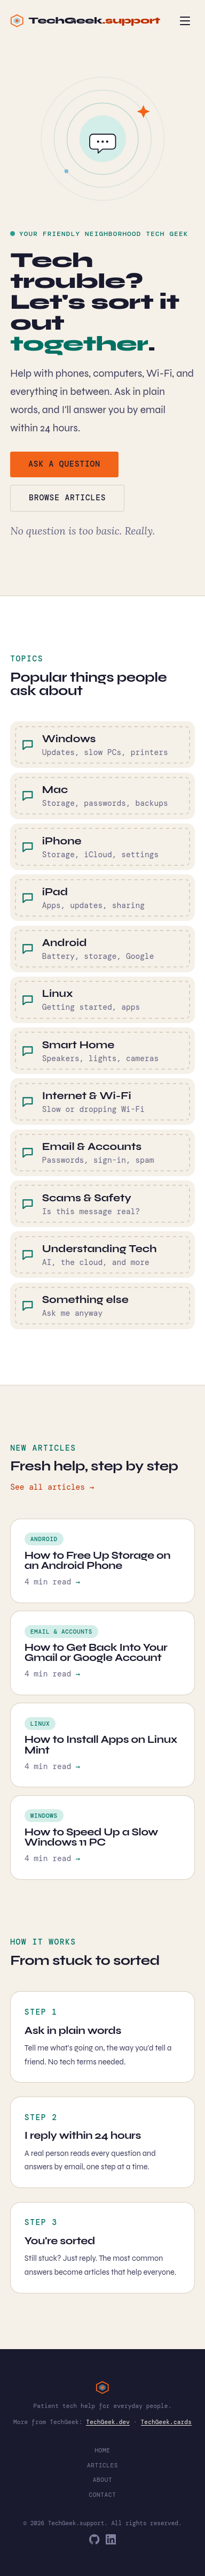 TechGeek.support
YOUR FRIENDLY NEIGHBORHOOD TECH GEEK
Tech
trouble?
Let's sort it
out
together.
Help with phones, computers, Wi-Fi, and
everything in between. Ask in plain
words, and I'll answer you by email
within 24 hours.
ASK A QUESTION
BROWSE ARTICLES
No question is too basic. Really.
TOPICS
Popular things people
ask about
Windows
Updates, slow PCs, printers
Mac
Storage, passwords, backups
iPhone
Storage, iCloud, settings
iPad
Apps, updates, sharing
Android
Battery, storage, Google
Linux
Getting started, apps
Smart Home
Speakers, lights, cameras
Internet & Wi-Fi
Slow or dropping Wi-Fi
Email & Accounts
Passwords, sign-in, spam
Scams & Safety
Is this message real?
Understanding Tech
AI, the cloud, and more
Something else
Ask me anyway
NEW ARTICLES
Fresh help, step by step
See all articles →
ANDROID
How to Free Up Storage on
an Android Phone
4 min read →
EMAIL & ACCOUNTS
How to Get Back Into Your
Gmail or Google Account
4 min read →
LINUX
How to Install Apps on Linux
Mint
4 min read →
WINDOWS
How to Speed Up a Slow
Windows 11 PC
4 min read →
HOW IT WORKS
From stuck to sorted
STEP 1
Ask in plain words
Tell me what's going on, the way you'd tell a
friend. No tech terms needed.
STEP 2
I reply within 24 hours
A real person reads every question and
answers by email, one step at a time.
STEP 3
You're sorted
Still stuck? Just reply. The most common
answers become articles that help everyone.
Patient tech help for everyday people.
More from TechGeek: TechGeek.dev · TechGeek.cards
HOME
ARTICLES
ABOUT
CONTACT
© 2026 TechGeek.support. All rights reserved.